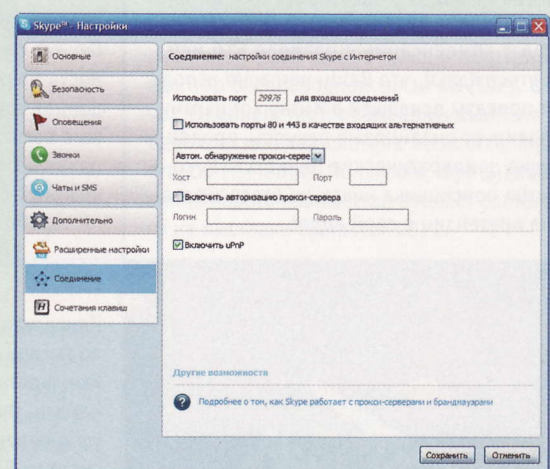 Skype™ - Настройки
Основные
Безопасность
Оповещения
Звонки
Чаты и SMS
Дополнительно
Расширенные настройки
Соединение
Сочетания клавиш
Соединение: настройки соединения Skype с Интернетом
Использовать порт 29976 для входящих соединений
Использовать порты 80 и 443 в качестве входящих альтернативных
Автом. обнаружение прокси-серве
Хост Порт
Включить авторизацию прокси-сервера
Логин Пароль
Включить uPnP
Другие возможности
Подробнее о том, как Skype работает с прокси-серверами и брандмауэрами
Сохранить Отменить